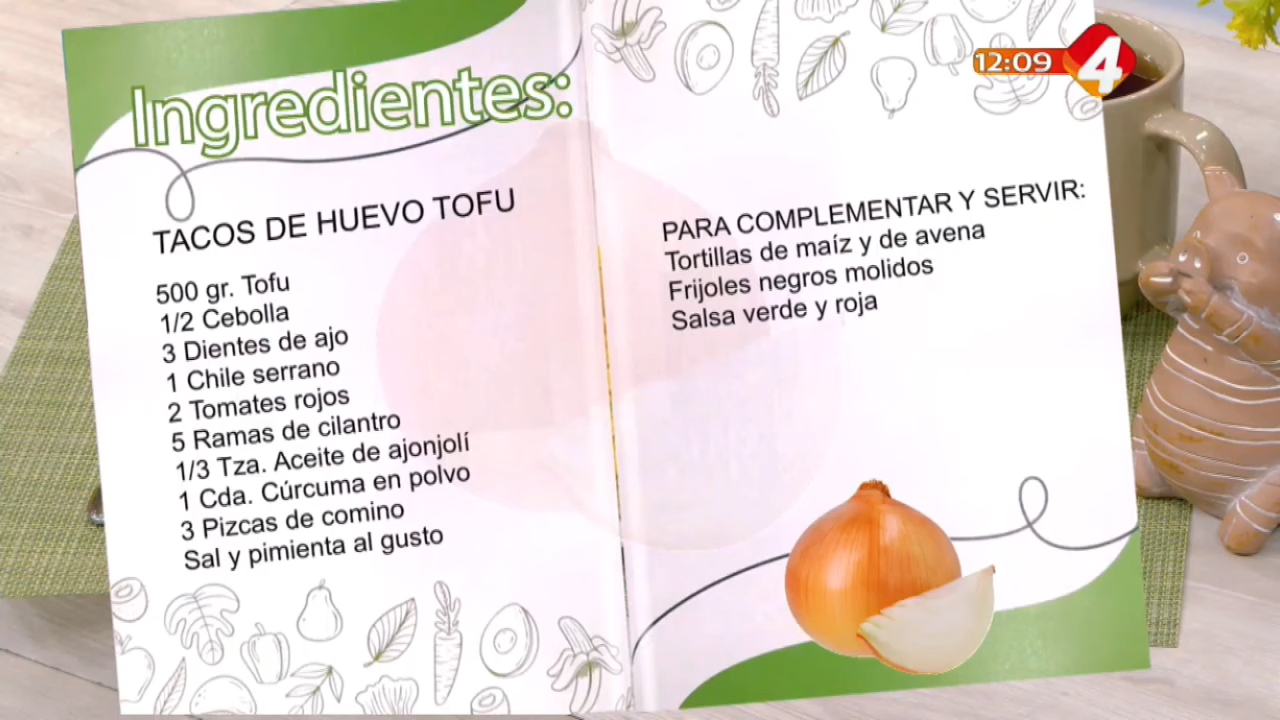 Ingredientes:
TACOS DE HUEVO TOFU
500 gr. Tofu
1/2 Cebolla
3 Dientes de ajo
1 Chile serrano
2 Tomates rojos
5 Ramas de cilantro
1/3 Tza. Aceite de ajonjolí
1 Cda. Cúrcuma en polvo
3 Pizcas de comino
Sal y pimienta al gusto
PARA COMPLEMENTAR Y SERVIR:
Tortillas de maíz y de avena
Frijoles negros molidos
Salsa verde y roja
12:09 4